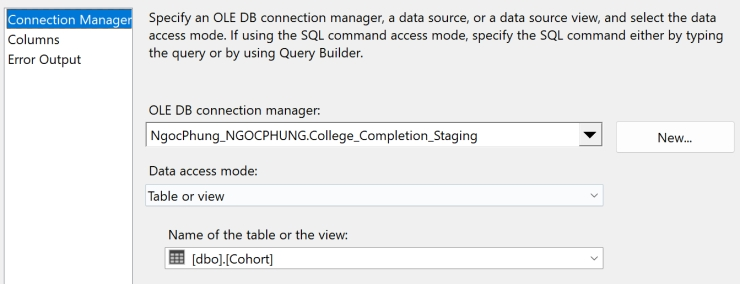 Connection Manager
Columns
Error Output
Specify an OLE DB connection manager, a data source, or a data source view, and select the data
access mode. If using the SQL command access mode, specify the SQL command either by typing
the query or by using Query Builder.
OLE DB connection manager:
NgocPhung_NGOCPHUNG.College_Completion_Staging
New...
Data access mode:
Table or view
Name of the table or the view:
[dbo].[Cohort]